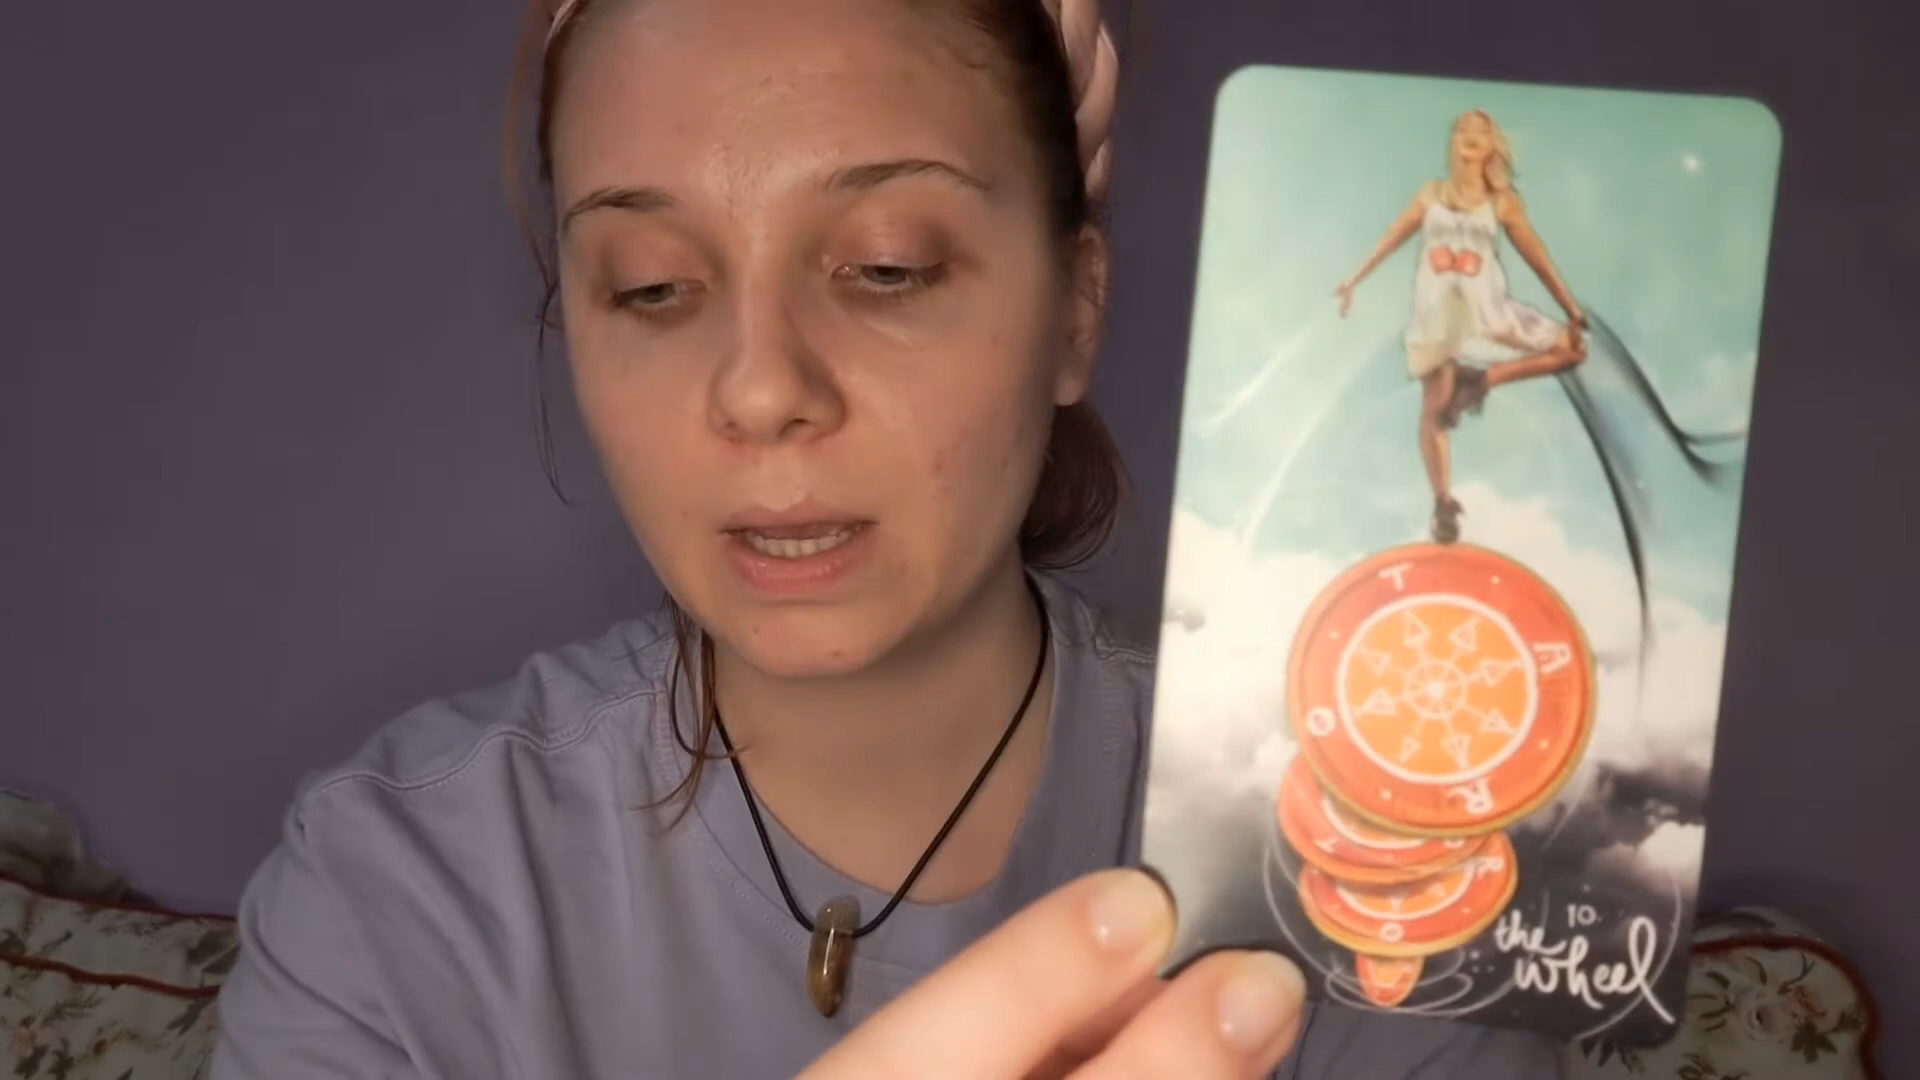 T A R O
T R
T A O R
10.
the
wheel